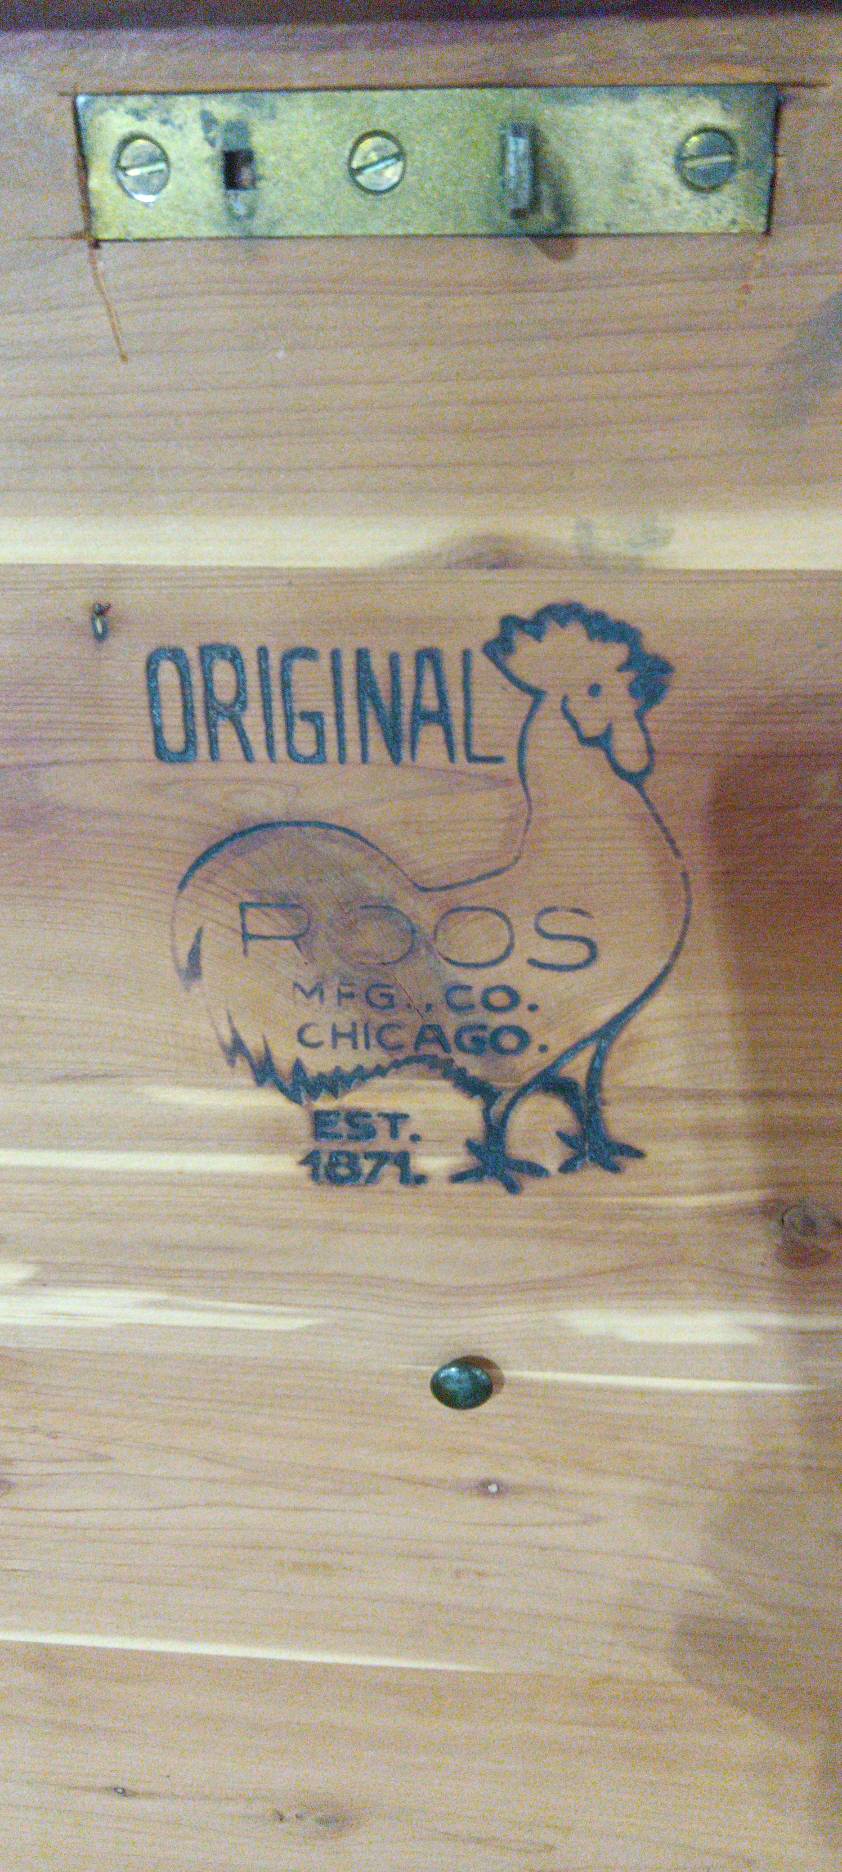 ORIGINAL
ROOS
MFG., CO.
CHICAGO.
EST.
1871.